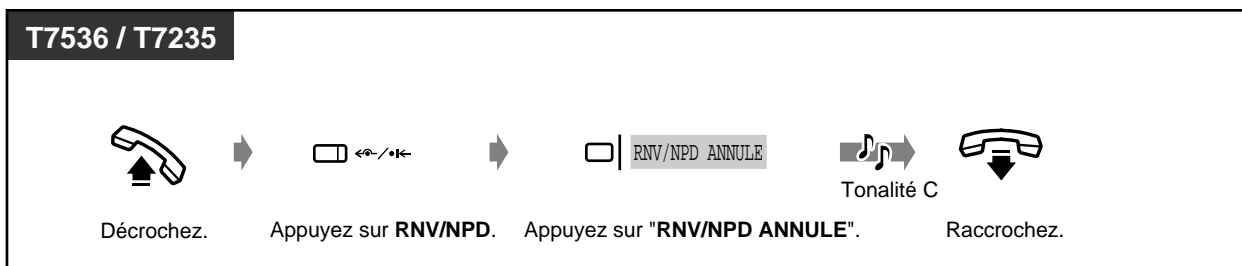 T7536 / T7235
RNV/NPD ANNULE
Tonalité C
Décrochez.
Appuyez sur RNV/NPD.
Appuyez sur "RNV/NPD ANNULE".
Raccrochez.